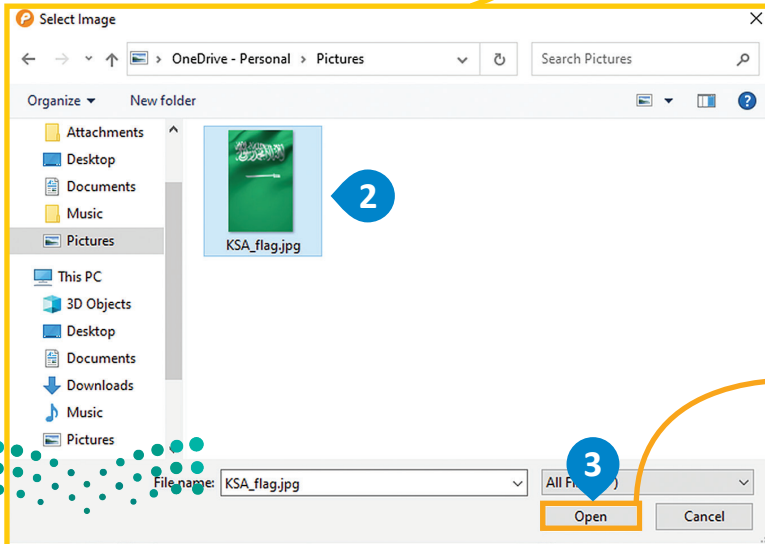 Select Image
OneDrive - Personal > Pictures
Search Pictures
Organize
New folder
Attachments
Desktop
Documents
Music
Pictures
This PC
3D Objects
Desktop
Documents
Downloads
Music
Pictures
KSA_flag.jpg
2
3
File name:
KSA_flag.jpg
All
Open
Cancel